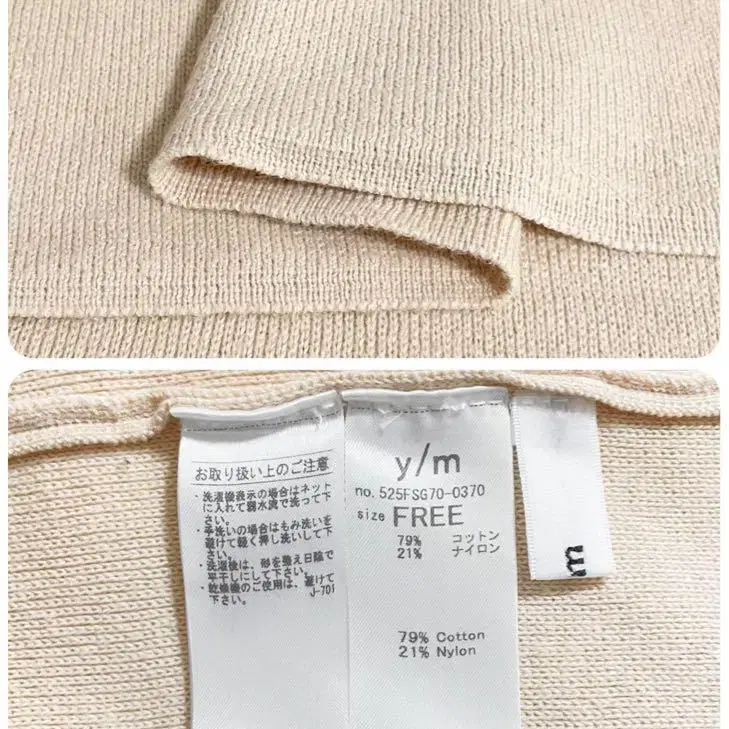 お取り扱い上のご注意
・洗濯機表示の場合はネット
に入れて弱水流で洗って下
さい。
・手洗いの場合はもみ洗いを
避けて軽く押し洗いして下
さい。
・洗濯後は、形を整え日陰で
平干しにして下さい。
・乾燥機のご使用は、避けて
下さい。
J-701
y/m
no. 525FSG70-0370
size FREE
79% コットン
21% ナイロン
79% Cotton
21% Nylon
m